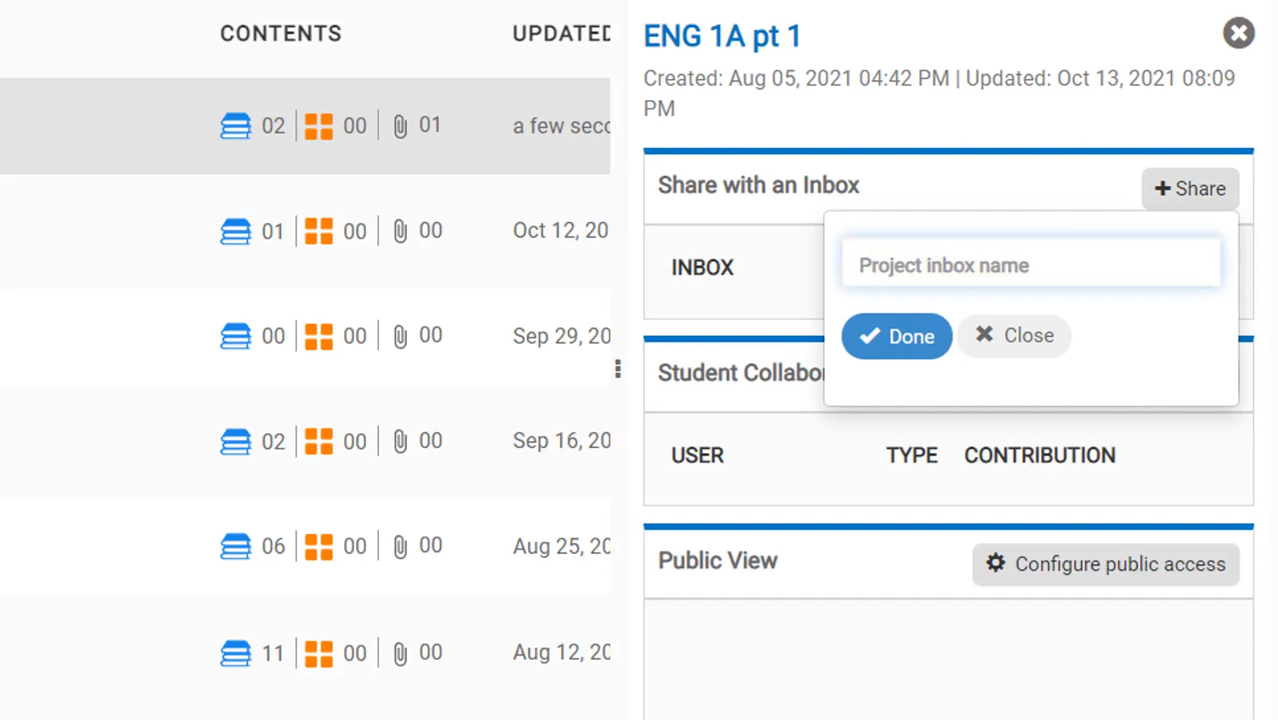 CONTENTS UPDATED
02 00 01 a few seco
01 00 00 Oct 12, 20
00 00 00 Sep 29, 20
02 00 00 Sep 16, 20
06 00 00 Aug 25, 20
11 00 00 Aug 12, 20
ENG 1A pt 1
Created: Aug 05, 2021 04:42 PM | Updated: Oct 13, 2021 08:09
PM
Share with an Inbox
Share
INBOX
Project inbox name
Done Close
Student Collabo
USER TYPE CONTRIBUTION
Public View
Configure public access